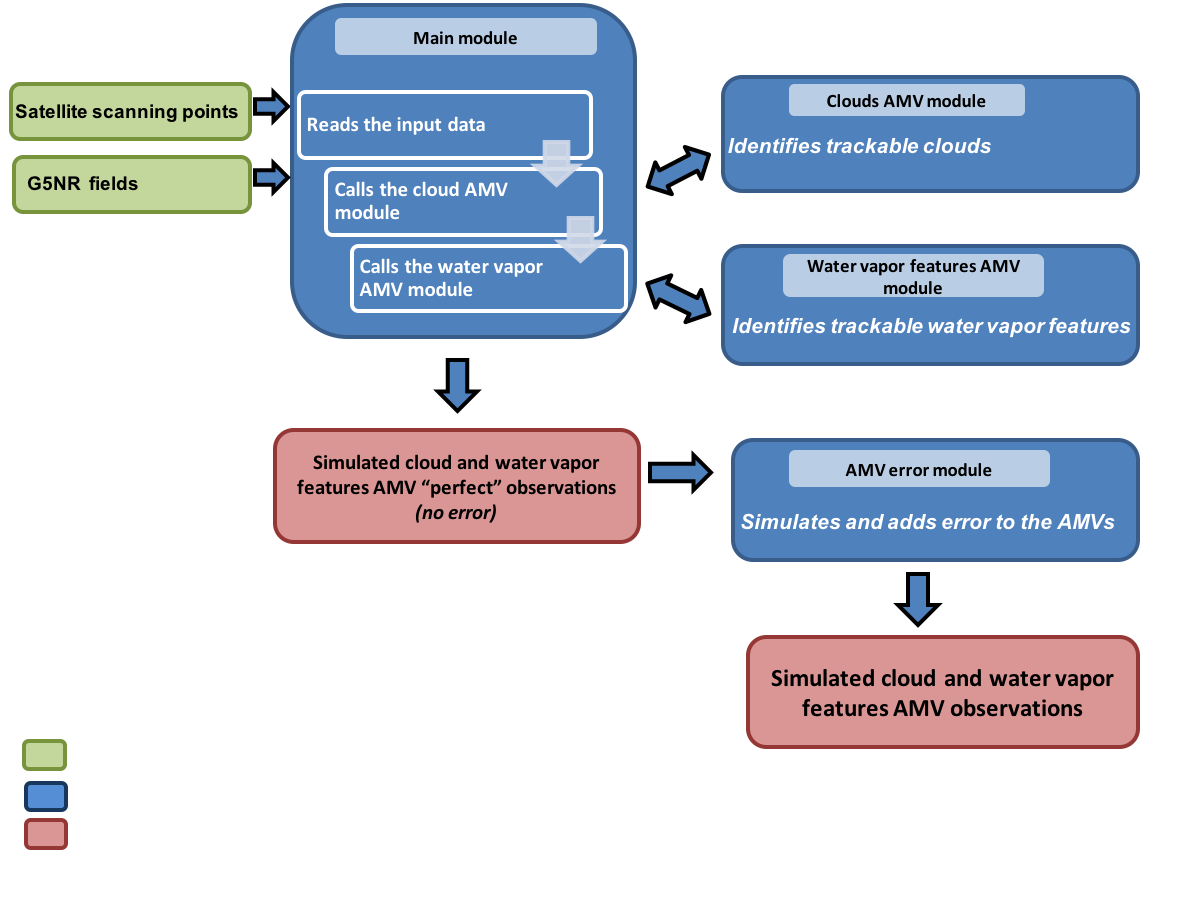 Main module
Satellite scanning points
G5NR fields
Reads the input data
Calls the cloud AMV
module
Calls the water vapor
AMV module
Clouds AMV module
Identifies trackable clouds
Water vapor features AMV
module
Identifies trackable water vapor features
Simulated cloud and water vapor
features AMV “perfect” observations
(no error)
AMV error module
Simulates and adds error to the AMVs
Simulated cloud and water vapor
features AMV observations